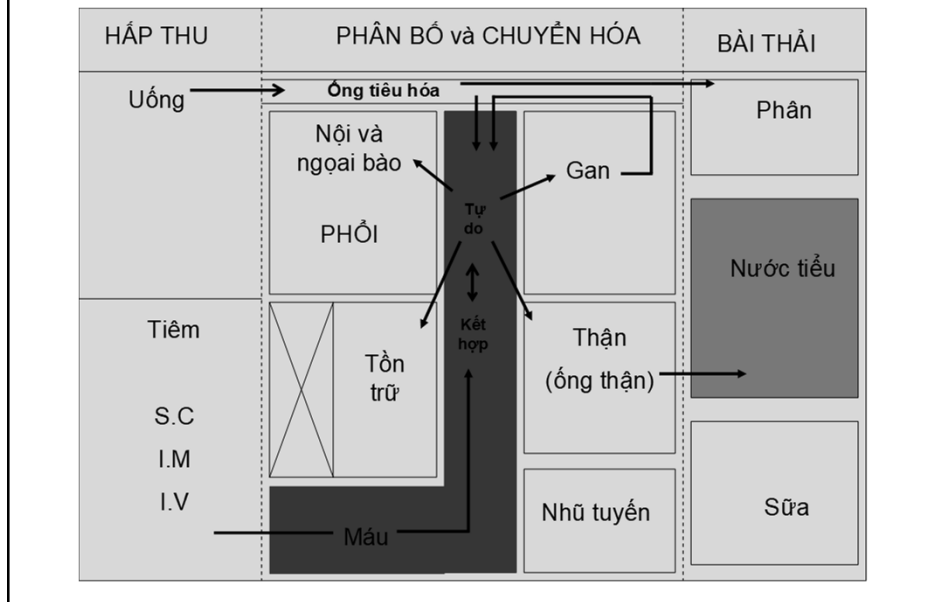 HẤP THU
PHÂN BỐ và CHUYỂN HÓA
BÀI THẢI
Uống
Ống tiêu hóa
Phân
Nội và
ngọai bào
PHỔI
Gan
Tự
do
Nước tiểu
Tiêm
S.C
I.M
I.V
Tồn
trữ
Kết
hợp
Thận
(ống thận)
Máu
Nhũ tuyến
Sữa